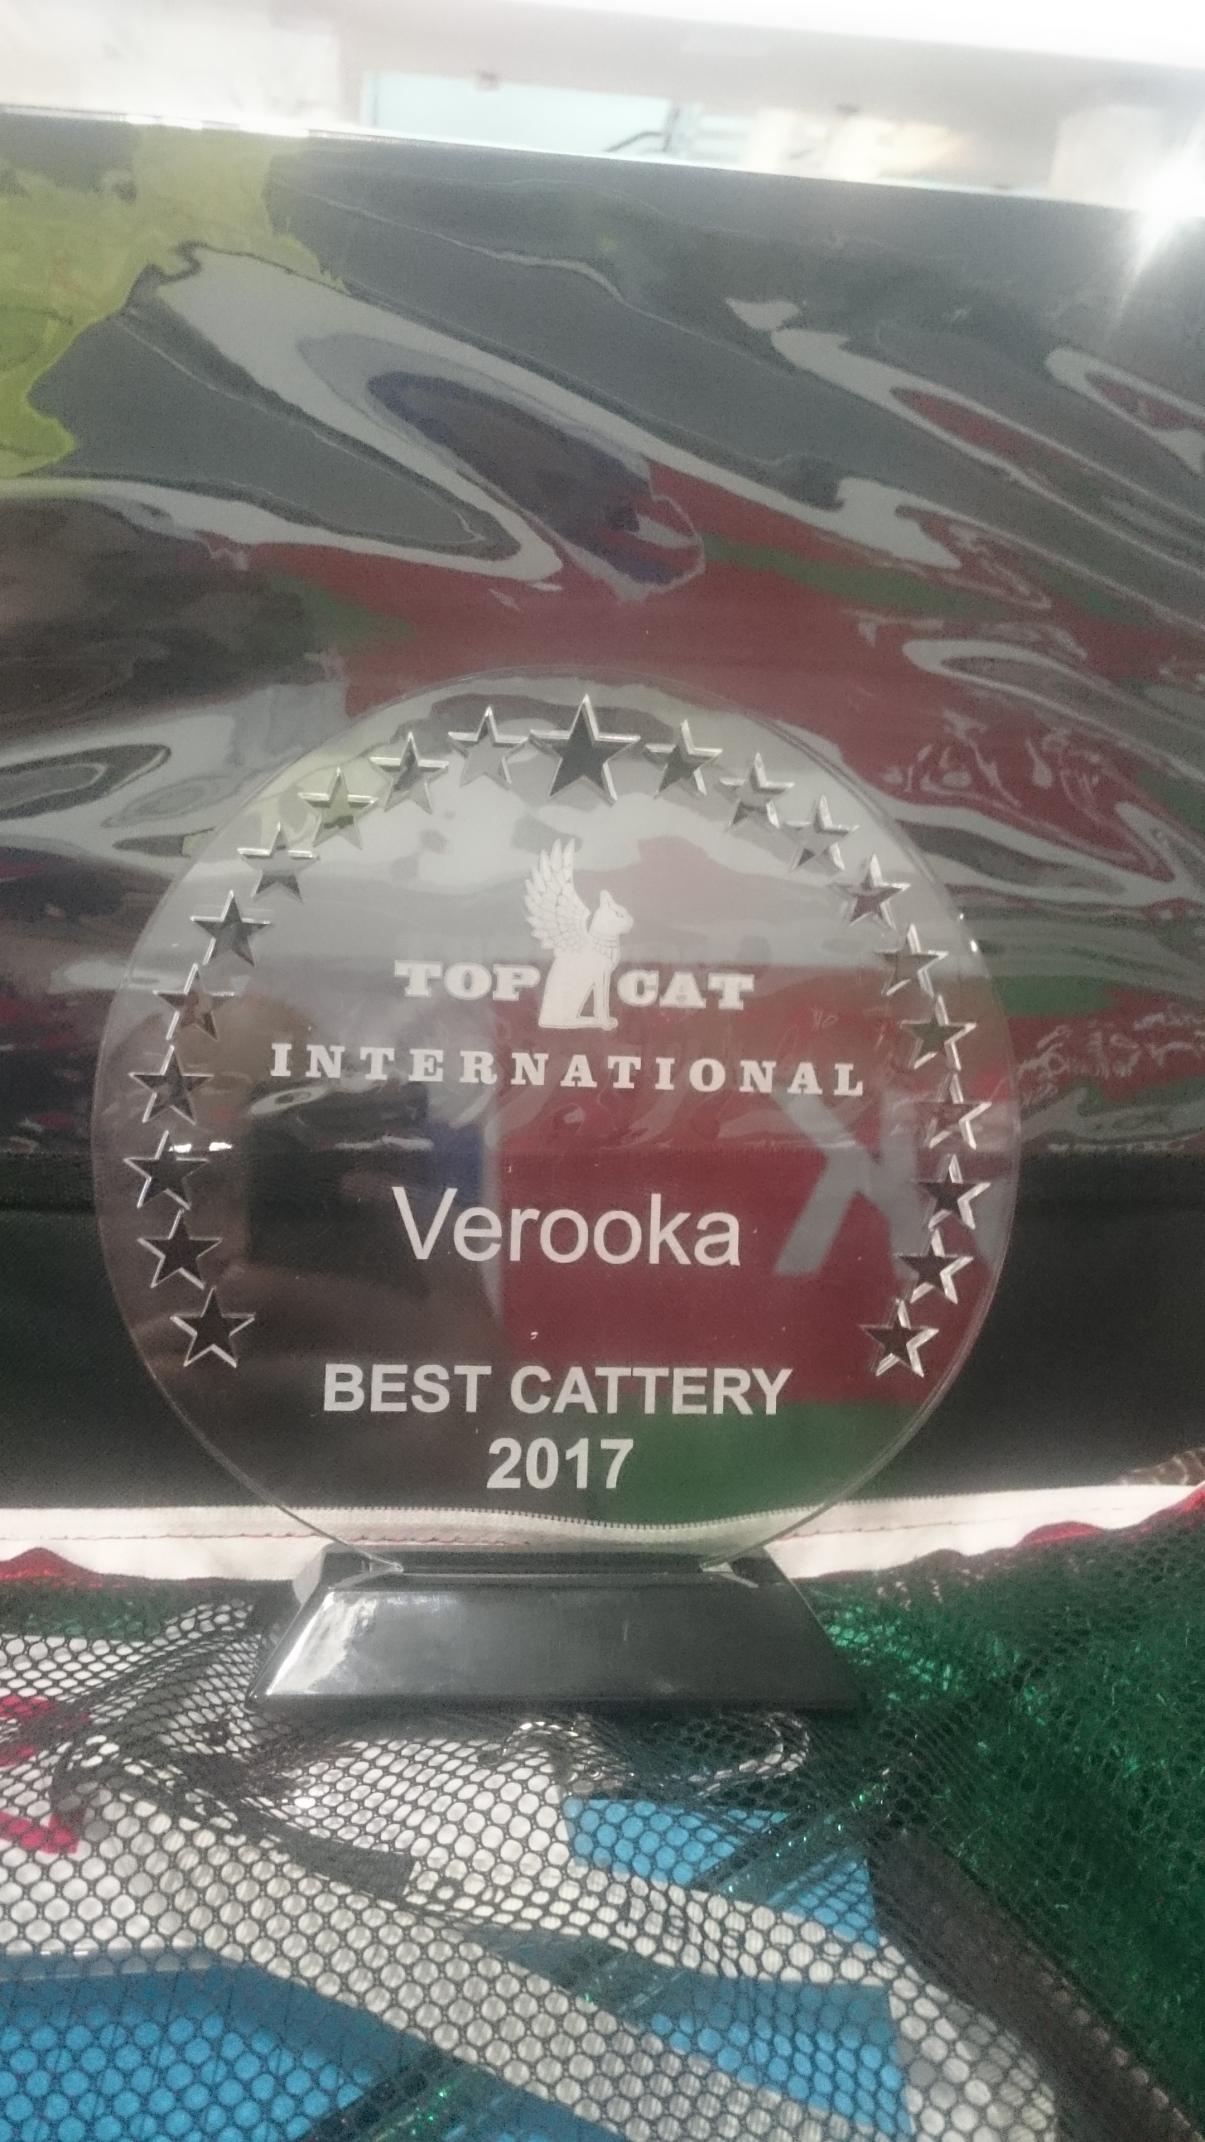 TOP CAT
INTERNATIONAL
Verooka
BEST CATTERY
2017